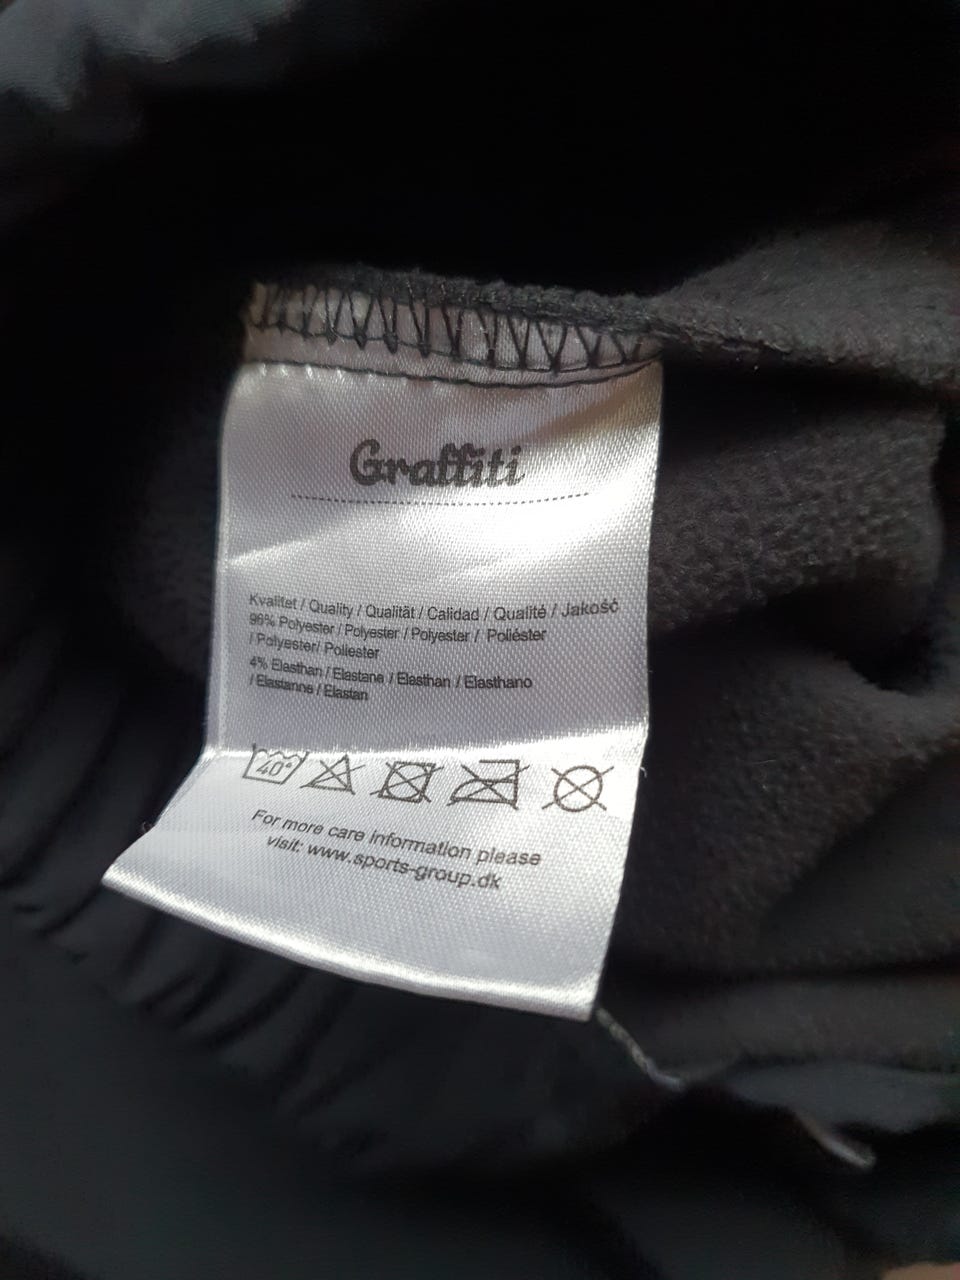 Graffiti
Kvalitet / Quality / Qualität / Calidad / Qualité / Jakość
96% Polyester / Polyester / Polyester / Poliéster
/ Polyester/ Poliester
4% Elasthan / Elastane / Elasthan / Elasthano
/ Elastanne / Elastan
40°
For more care information please
visit: www.sports-group.dk